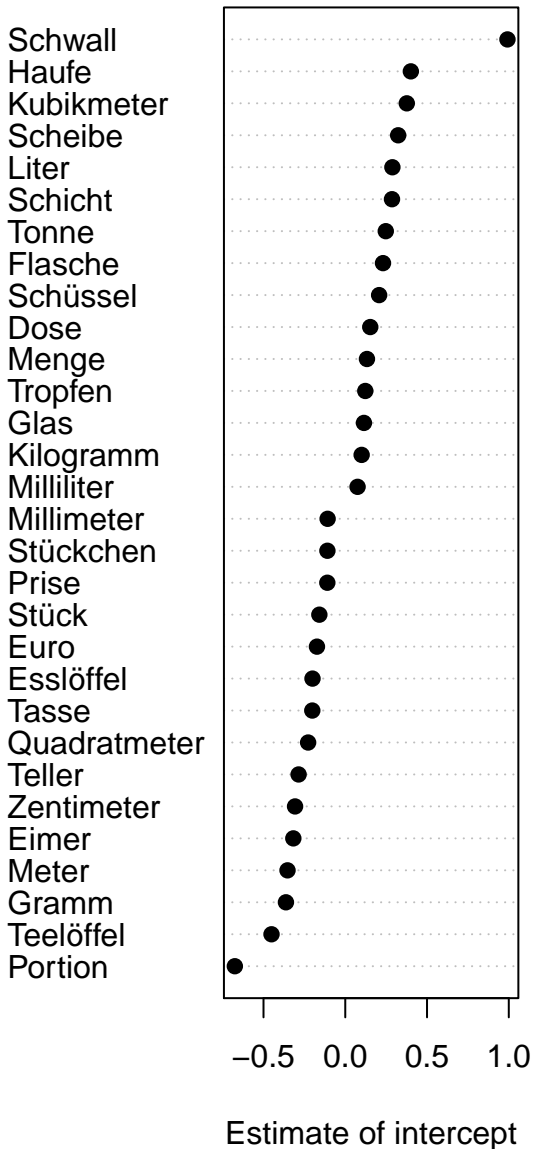 Schwall
Haufe
Kubikmeter
Scheibe
Liter
Schicht
Tonne
Flasche
Schüssel
Dose
Menge
Tropfen
Glas
Kilogramm
Milliliter
Millimeter
Stückchen
Prise
Stück
Euro
Esslöffel
Tasse
Quadratmeter
Teller
Zentimeter
Eimer
Meter
Gramm
Teelöffel
Portion
−0.5 0.0 0.5 1.0
Estimate of intercept